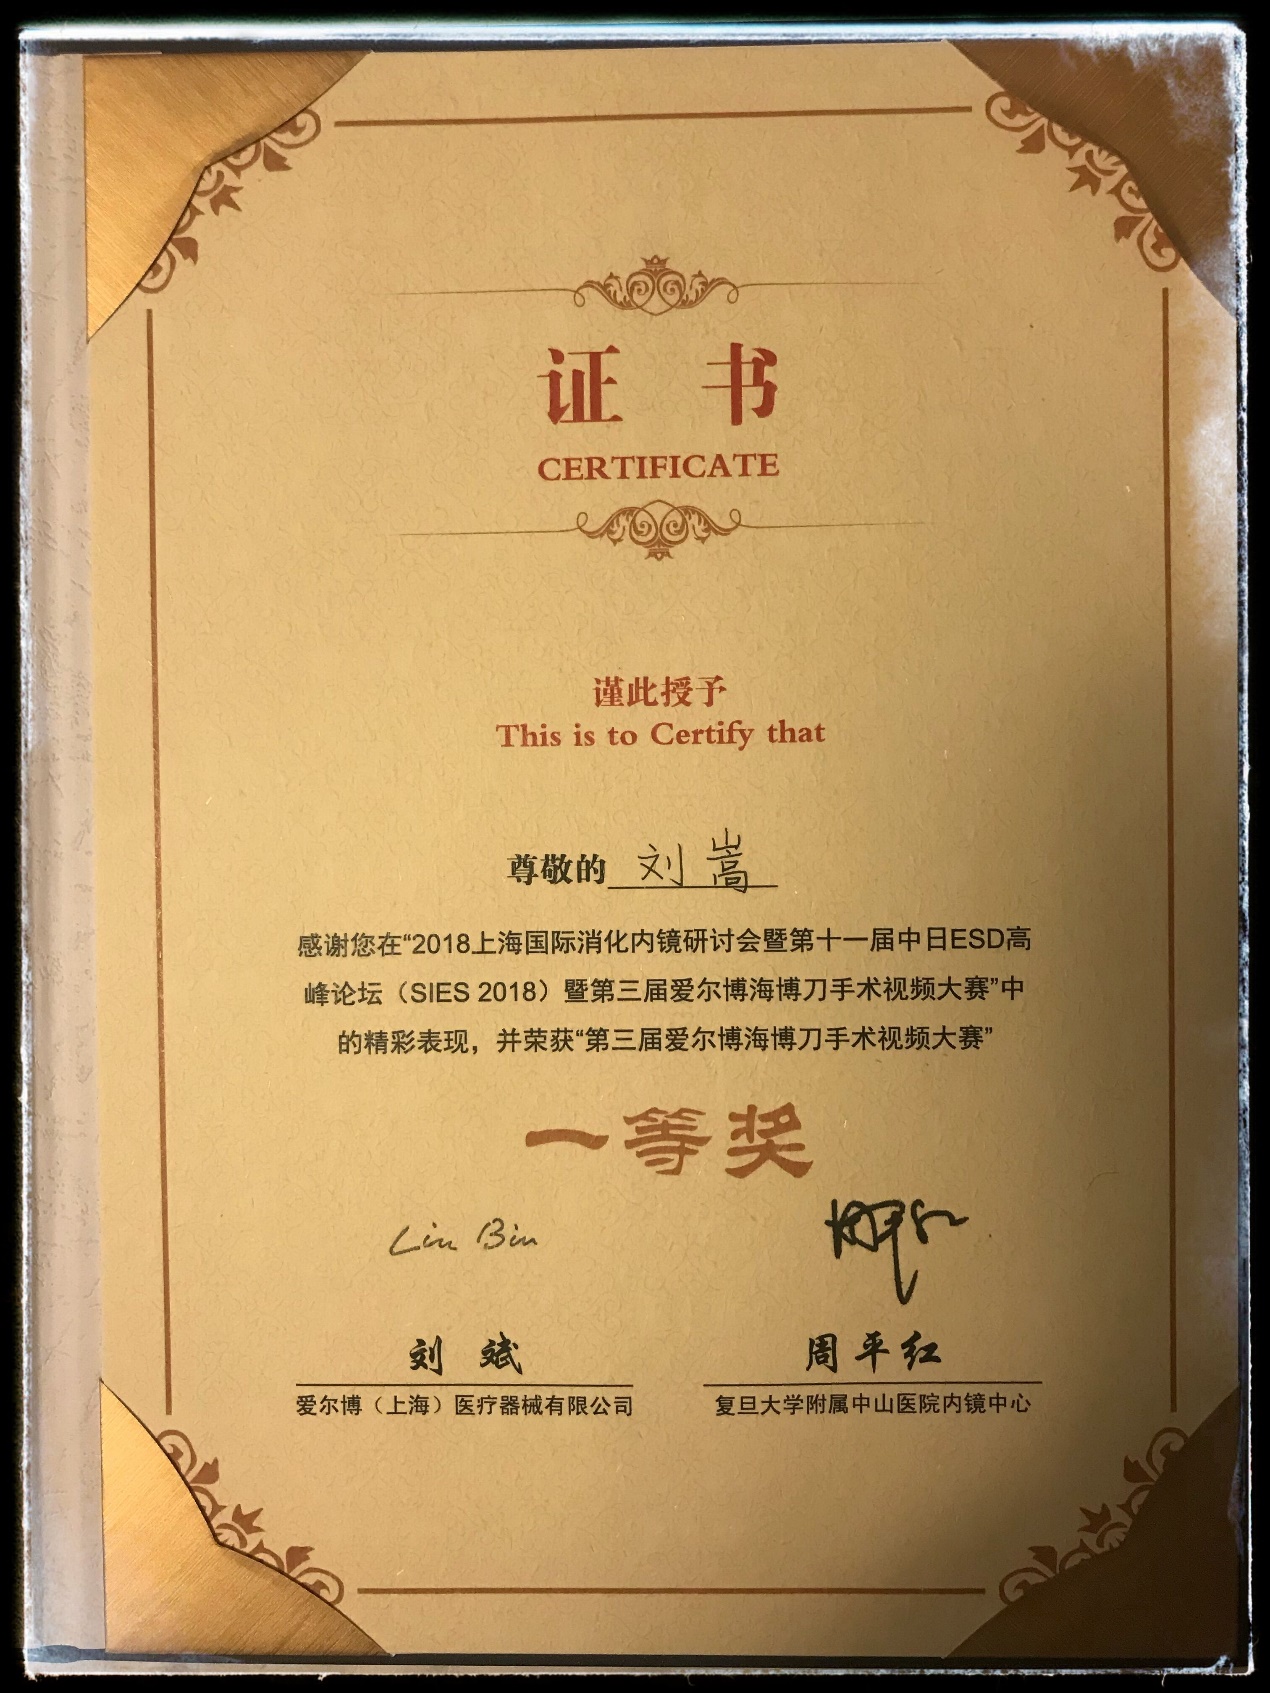 证 书
CERTIFICATE
谨此授予
This is to Certify that
尊敬的 刘嵩
感谢您在“2018上海国际消化内镜研讨会暨第十一届中日ESD高
峰论坛（SIES 2018）暨第三届爱尔博海博刀手术视频大赛”中
的精彩表现，并荣获“第三届爱尔博海博刀手术视频大赛”
一等奖
Liu Bin
刘 斌
周平红
爱尔博（上海）医疗器械有限公司
复旦大学附属中山医院内镜中心